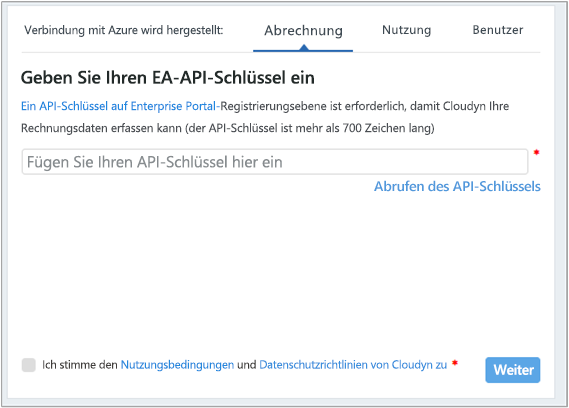 Verbindung mit Azure wird hergestellt: Abrechnung Nutzung Benutzer
Geben Sie Ihren EA-API-Schlüssel ein
Ein API-Schlüssel auf Enterprise Portal-Registrierungsebene ist erforderlich, damit Cloudyn Ihre
Rechnungsdaten erfassen kann (der API-Schlüssel ist mehr als 700 Zeichen lang)
Fügen Sie Ihren API-Schlüssel hier ein *
Abrufen des API-Schlüssels
Ich stimme den Nutzungsbedingungen und Datenschutzrichtlinien von Cloudyn zu * Weiter